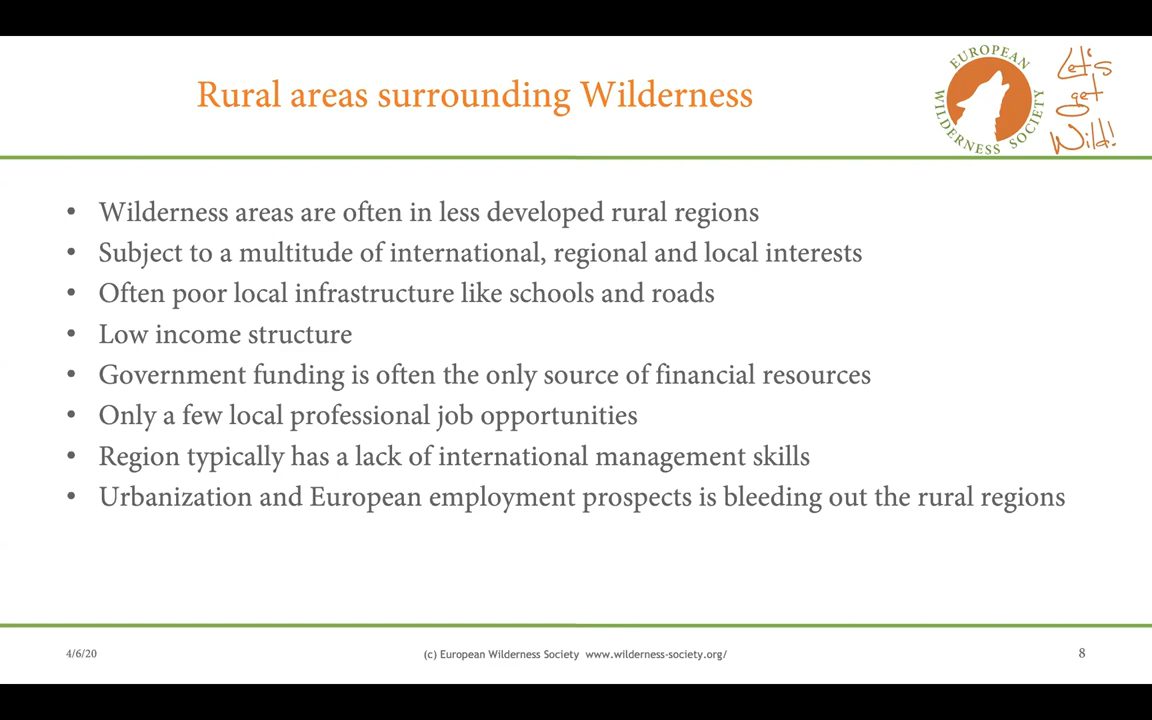 Rural areas surrounding Wilderness
EUROPEAN
WILDERNESS SOCIETY
Let's
get
Wild!
• Wilderness areas are often in less developed rural regions
• Subject to a multitude of international, regional and local interests
• Often poor local infrastructure like schools and roads
• Low income structure
• Government funding is often the only source of financial resources
• Only a few local professional job opportunities
• Region typically has a lack of international management skills
• Urbanization and European employment prospects is bleeding out the rural regions
4/6/20
(c) European Wilderness Society www.wilderness-society.org/
8